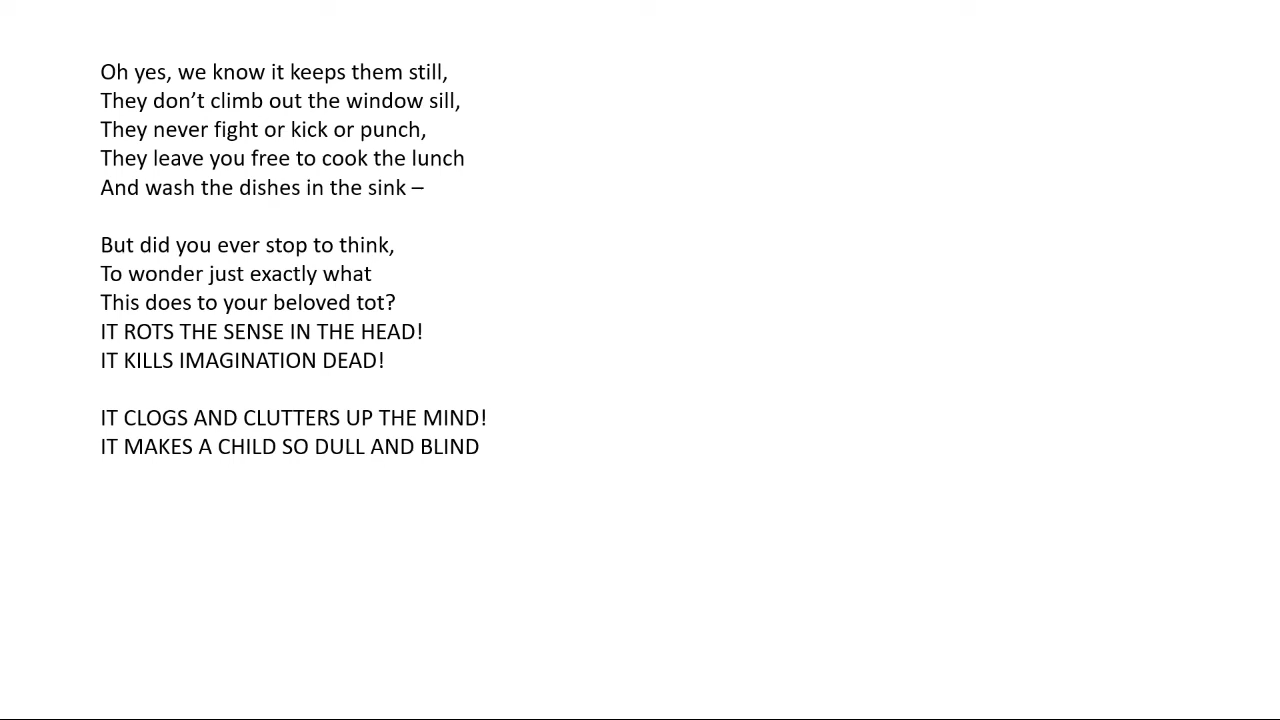 Oh yes, we know it keeps them still,
They don’t climb out the window sill,
They never fight or kick or punch,
They leave you free to cook the lunch
And wash the dishes in the sink –
But did you ever stop to think,
To wonder just exactly what
This does to your beloved tot?
IT ROTS THE SENSE IN THE HEAD!
IT KILLS IMAGINATION DEAD!
IT CLOGS AND CLUTTERS UP THE MIND!
IT MAKES A CHILD SO DULL AND BLIND